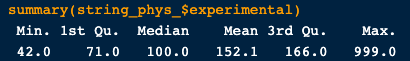 summary(string_phys_$experimental)
Min. 1st Qu. Median Mean 3rd Qu. Max.
42.0 71.0 100.0 152.1 166.0 999.0